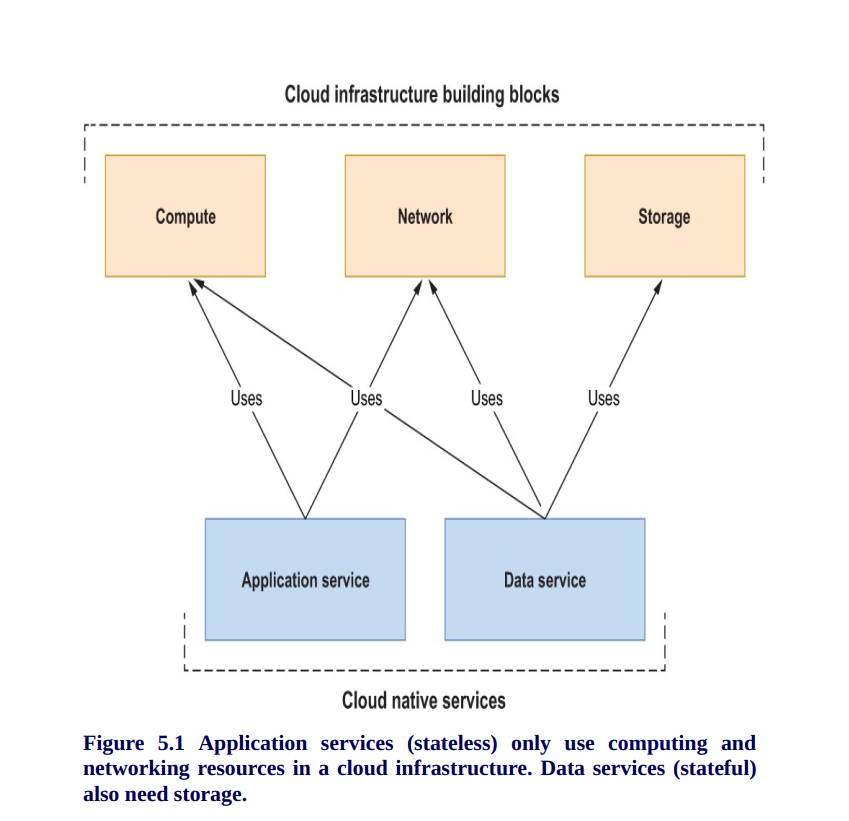 Cloud infrastructure building blocks
Compute
Network
Storage
Uses
Uses
Uses
Uses
Application service
Data service
Cloud native services
Figure 5.1 Application services (stateless) only use computing and
networking resources in a cloud infrastructure. Data services (stateful)
also need storage.